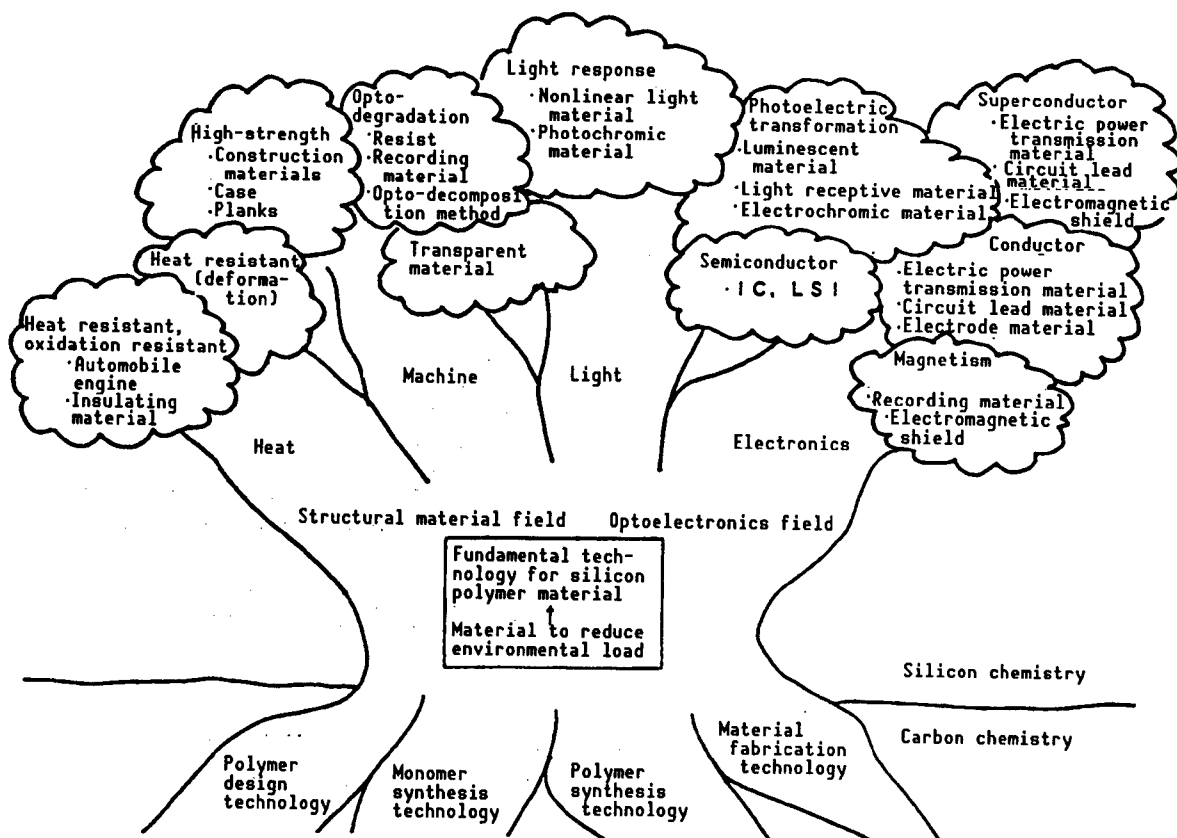 Light response
·Nonlinear light
material
·Photochromic
material
Opto-
degradation
·Resist
·Recording
material
·Opto-decomposi
tion method
High-strength
·Construction
materials
·Case
·Planks
Photoelectric
transformation
·Luminescent
material
·Light receptive material
·Electrochromic material
Superconductor
·Electric power
transmission
material
·Circuit lead
material
·Electromagnetic
shield
Heat resistant
(deforma-
tion)
Transparent
material
Semiconductor
·IC, LSI
Conductor
·Electric power
transmission material
·Circuit lead material
·Electrode material
Heat resistant,
oxidation resistant
·Automobile
engine
·Insulating
material
Magnetism
·Recording material
·Electromagnetic
shield
Heat
Machine
Light
Electronics
Structural material field
Optoelectronics field
Fundamental tech-
nology for silicon
polymer material
↑
Material to reduce
environmental load
Silicon chemistry
Carbon chemistry
Polymer
design
technology
Monomer
synthesis
technology
Polymer
synthesis
technology
Material
fabrication
technology